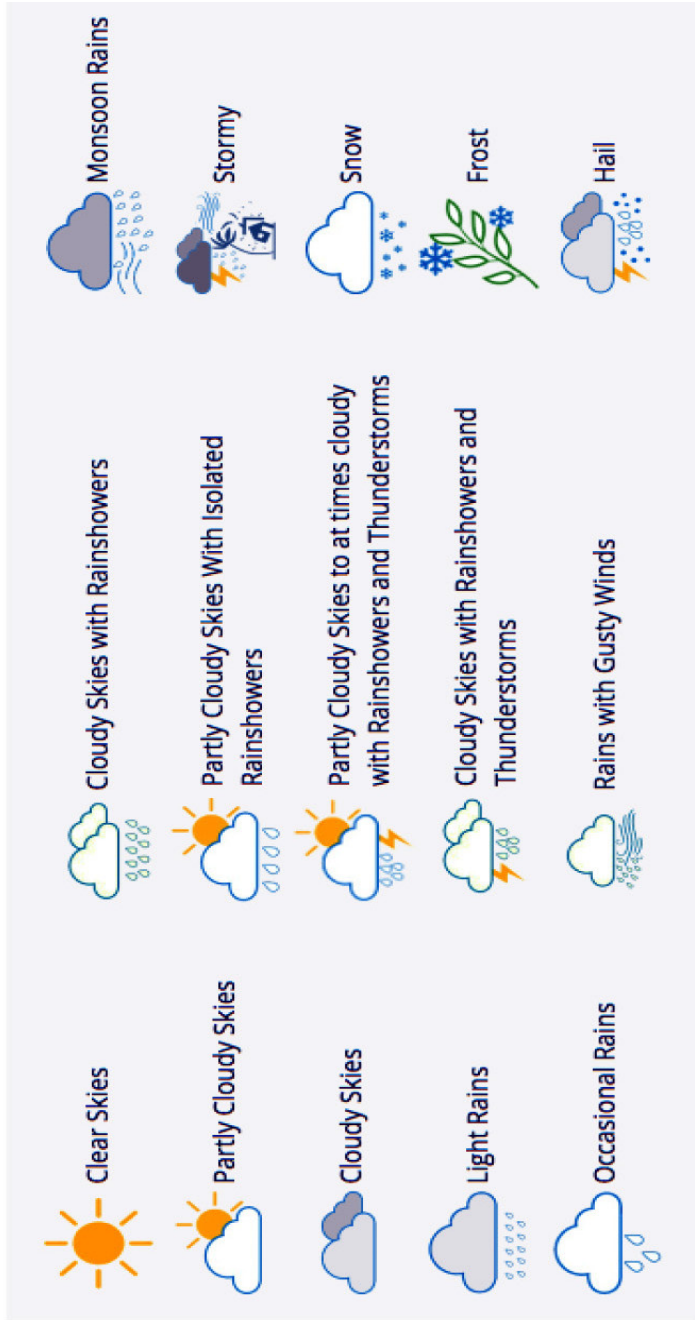 Clear Skies
Partly Cloudy Skies
Cloudy Skies
Light Rains
Occasional Rains
Cloudy Skies with Rainshowers
Partly Cloudy Skies With Isolated
Rainshowers
Partly Cloudy Skies to at times cloudy
with Rainshowers and Thunderstorms
Cloudy Skies with Rainshowers and
Thunderstorms
Rains with Gusty Winds
Monsoon Rains
Stormy
Snow
Frost
Hail